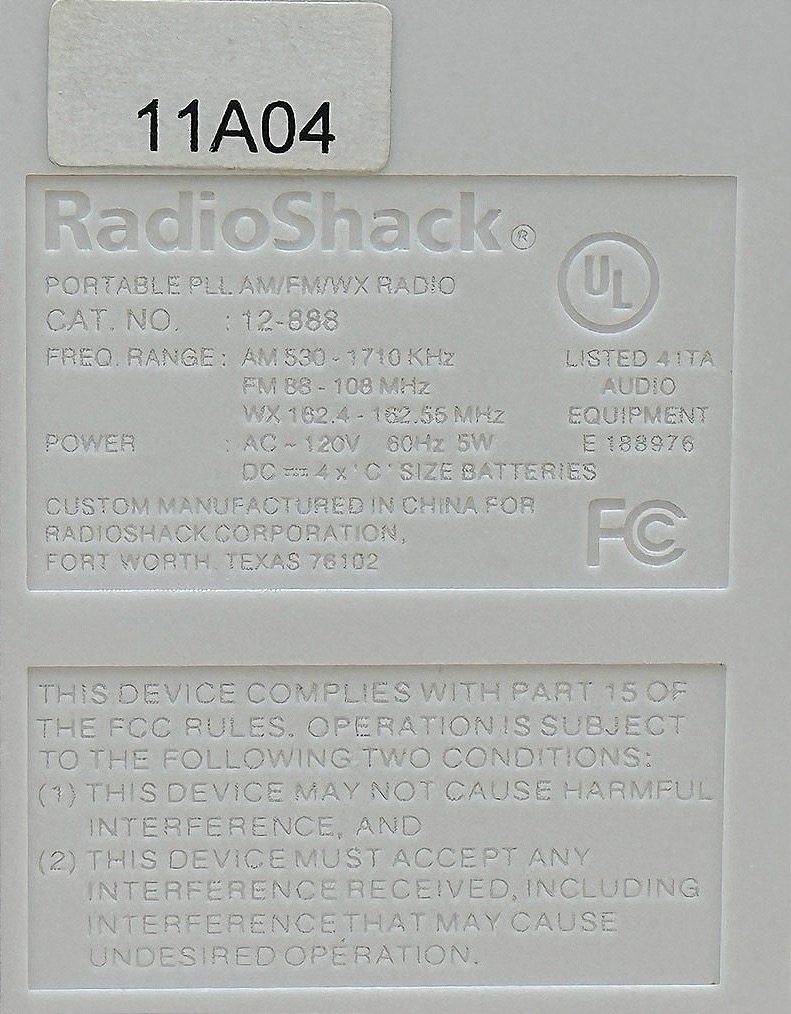 11A04
RadioShack®
PORTABLE PLL AM/FM/WX RADIO
CAT. NO. : 12-888
FREQ. RANGE : AM 530 - 1710 KHz
FM 88 - 108 MHz
WX 162.4 - 162.55 MHz
POWER : AC ~ 120V 60Hz 5W
DC ⎓ 4 x ' C ' SIZE BATTERIES
CUSTOM MANUFACTURED IN CHINA FOR
RADIOSHACK CORPORATION,
FORT WORTH, TEXAS 76102
UL
LISTED 41TA
AUDIO
EQUIPMENT
E 188976
FC
THIS DEVICE COMPLIES WITH PART 15 OF
THE FCC RULES. OPERATION IS SUBJECT
TO THE FOLLOWING TWO CONDITIONS:
(1) THIS DEVICE MAY NOT CAUSE HARMFUL
INTERFERENCE, AND
(2) THIS DEVICE MUST ACCEPT ANY
INTERFERENCE RECEIVED, INCLUDING
INTERFERENCE THAT MAY CAUSE
UNDESIRED OPERATION.